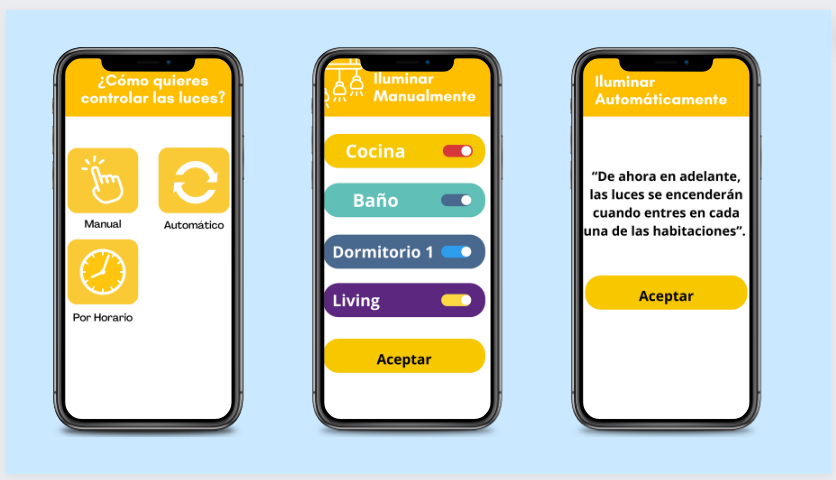 ¿Cómo quieres
controlar las luces?
Manual
Automático
Por Horario
Iluminar
Manualmente
Cocina
Baño
Dormitorio 1
Living
Aceptar
Iluminar
Automáticamente
“De ahora en adelante,
las luces se encenderán
cuando entres en cada
una de las habitaciones”.
Aceptar